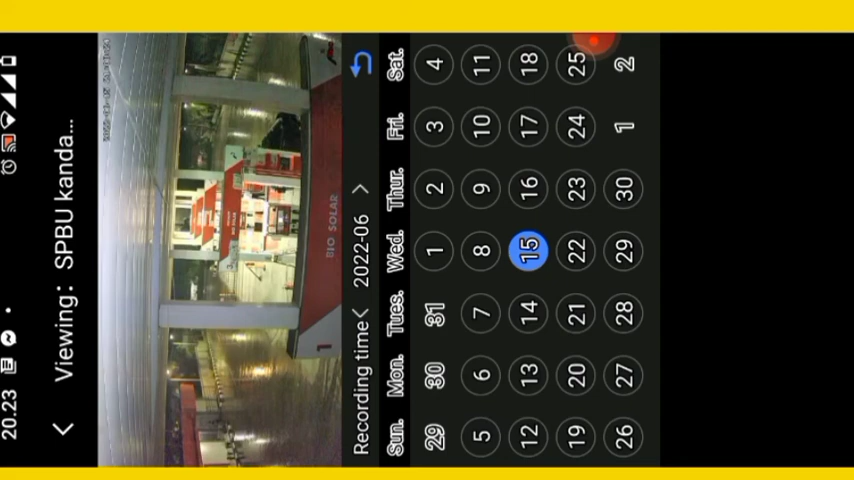 20.23
Viewing: SPBU kanda...
BIO SOLAR
1
Recording time
2022-06
Sun. Mon. Tues. Wed. Thur. Fri. Sat.
29 30 31 1 2 3 4
5 6 7 8 9 10 11
12 13 14 15 16 17 18
19 20 21 22 23 24 25
26 27 28 29 30 1 2